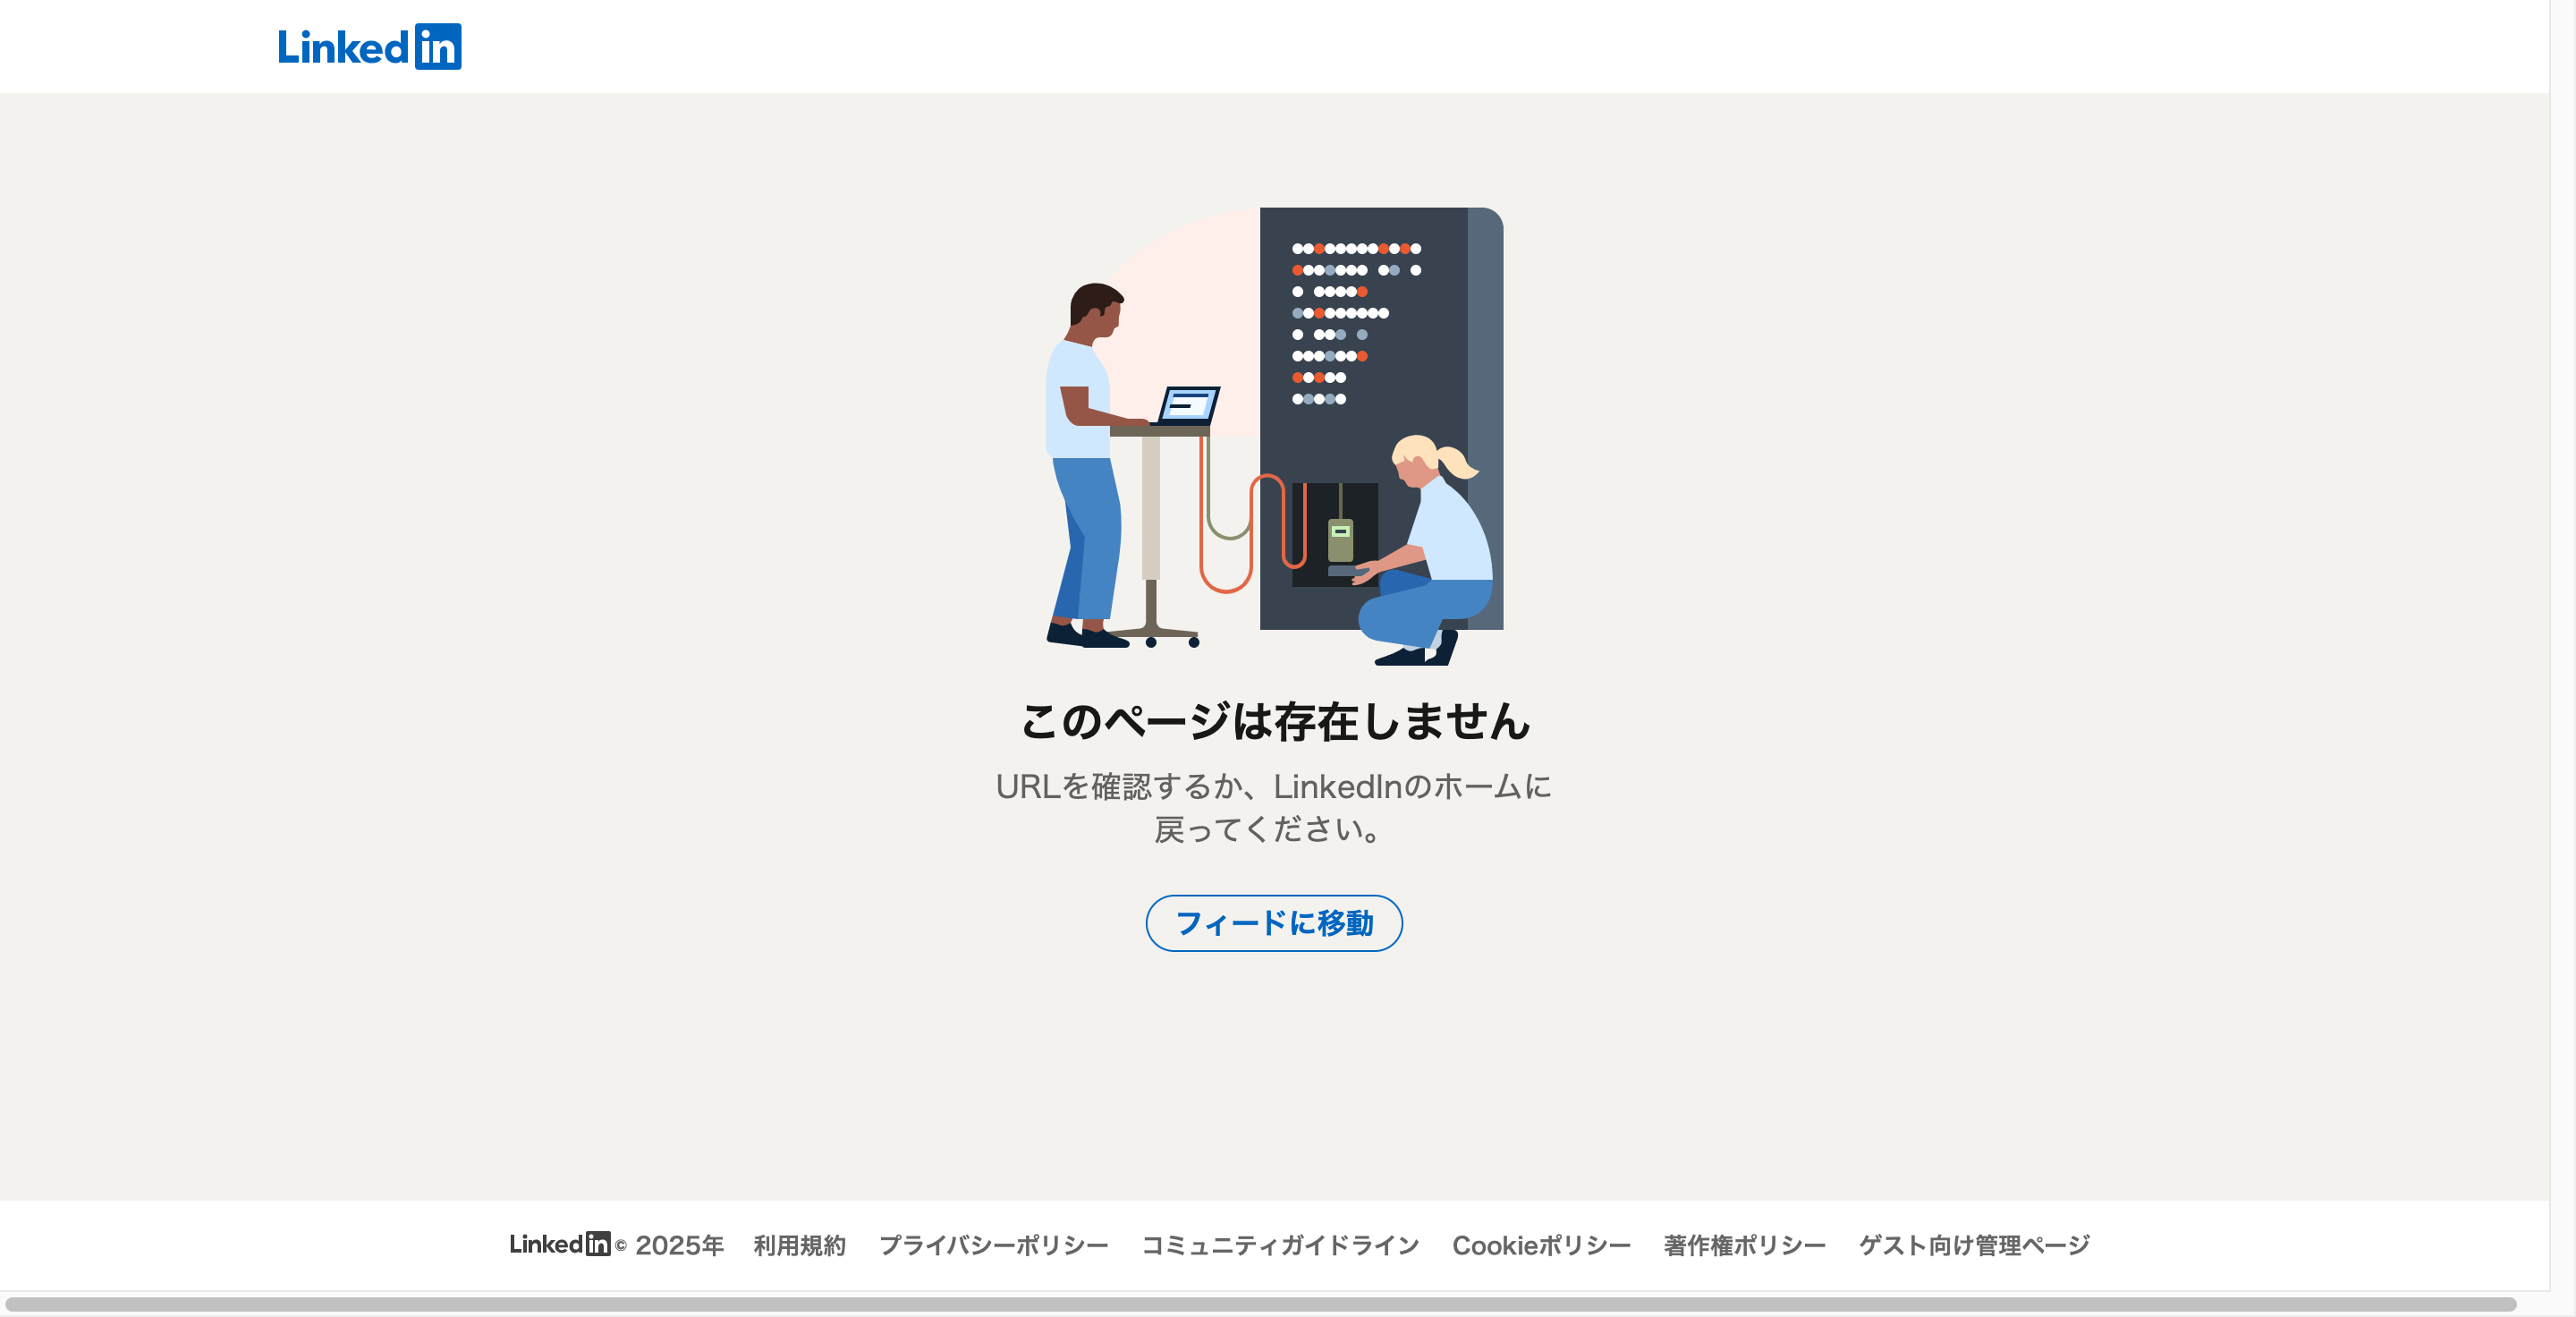 Linkedin
このページは存在しません
URLを確認するか、LinkedInのホームに
戻ってください。
フィードに移動
Linkedin © 2025年 利用規約 プライバシーポリシー コミュニティガイドライン Cookieポリシー 著作権ポリシー ゲスト向け管理ページ